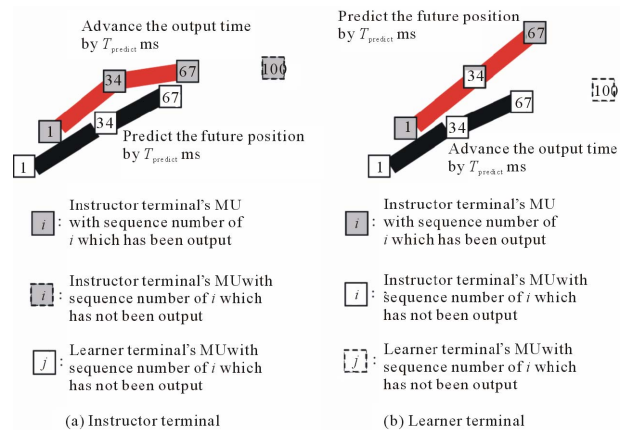 Advance the output time
by Tpredict ms
67
100
34
67
1
34
Predict the future position
by Tpredict ms
1
i : Instructor terminal's MU
with sequence number of
i which has been output
i : Instructor terminal's MUwith
sequence number of i which
has not been output
j : Learner terminal's MUwith
sequence number of i which
has not been output
(a) Instructor terminal
Predict the future position
by Tpredict ms
67
34
100
67
1
34
Advance the output time
by Tpredict ms
1
i : Instructor terminal's MU
with sequence number of
i which has been output
i : Instructor terminal's MUwith
sequence number of i which
has not been output
j : Learner terminal's MUwith
sequence number of i which
has not been output
(b) Learner terminal